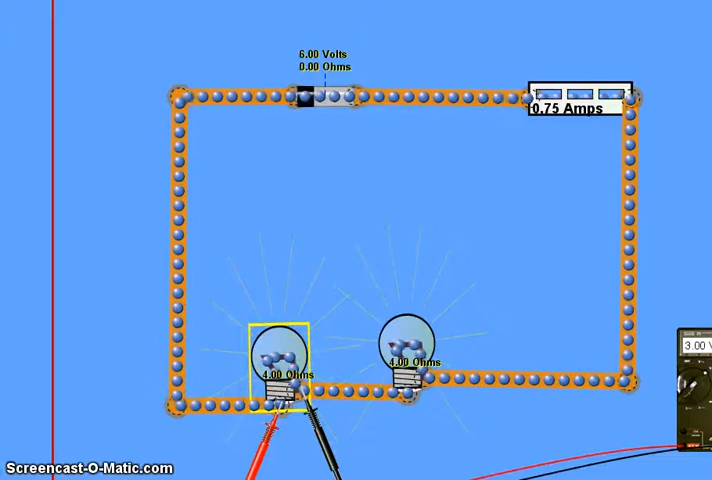 6.00 Volts
0.00 Ohms
0.75 Amps
4.00 Ohms
4.00 Ohms
3.00 V
Screencast-O-Matic.com